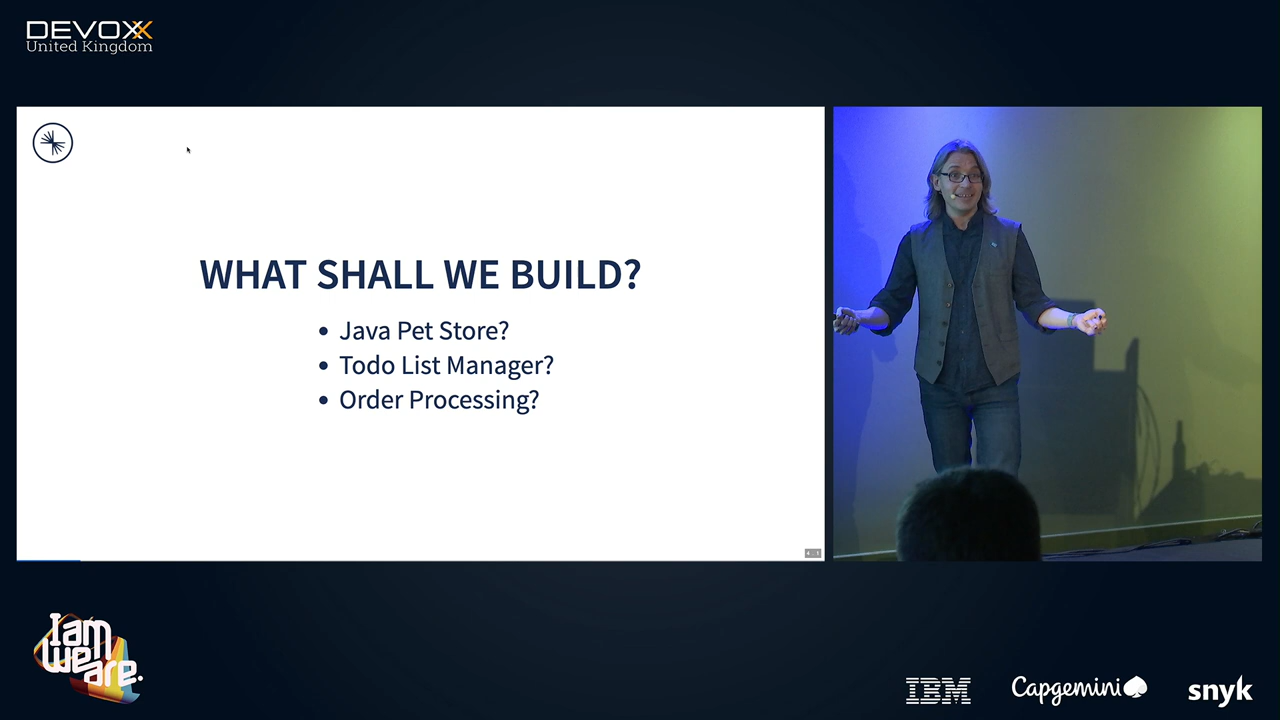 DEVOXX
United Kingdom
WHAT SHALL WE BUILD?
• Java Pet Store?
• Todo List Manager?
• Order Processing?
I am
We are.
IBM
Capgemini
snyk